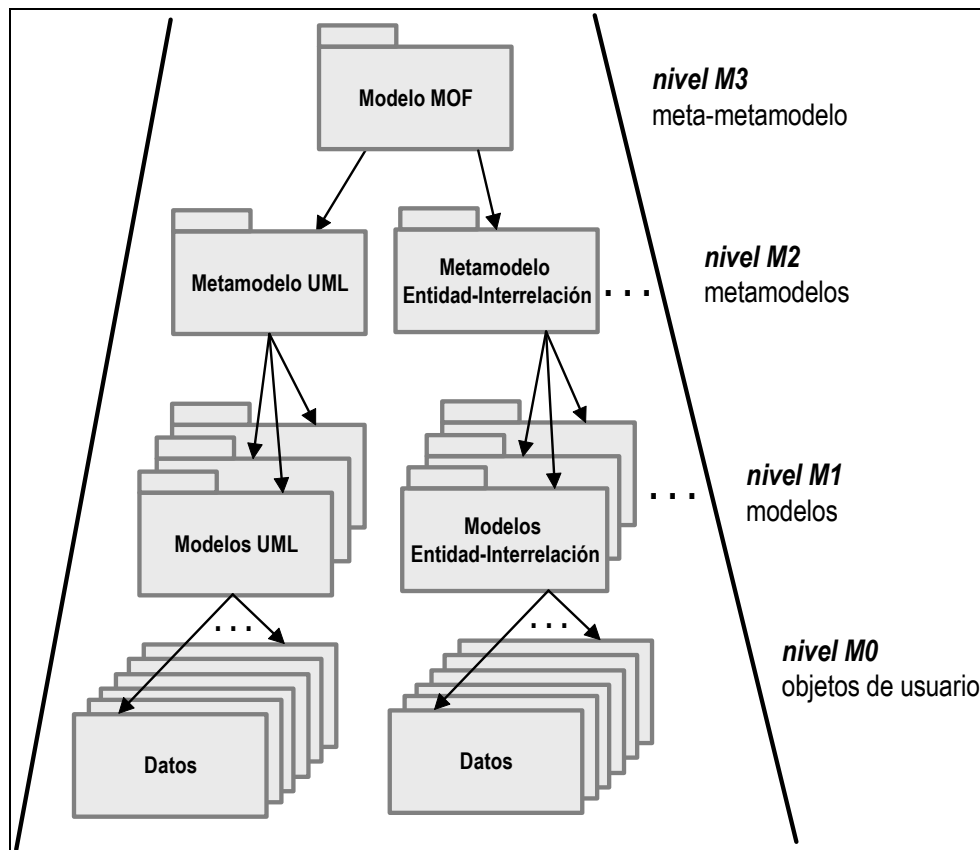 Modelo MOF
nivel M3
meta-metamodelo
Metamodelo UML
Metamodelo
Entidad-Interrelación
. . .
nivel M2
metamodelos
Modelos UML
Modelos
Entidad-Interrelación
. . .
nivel M1
modelos
. . .
. . .
nivel M0
objetos de usuario
Datos
Datos